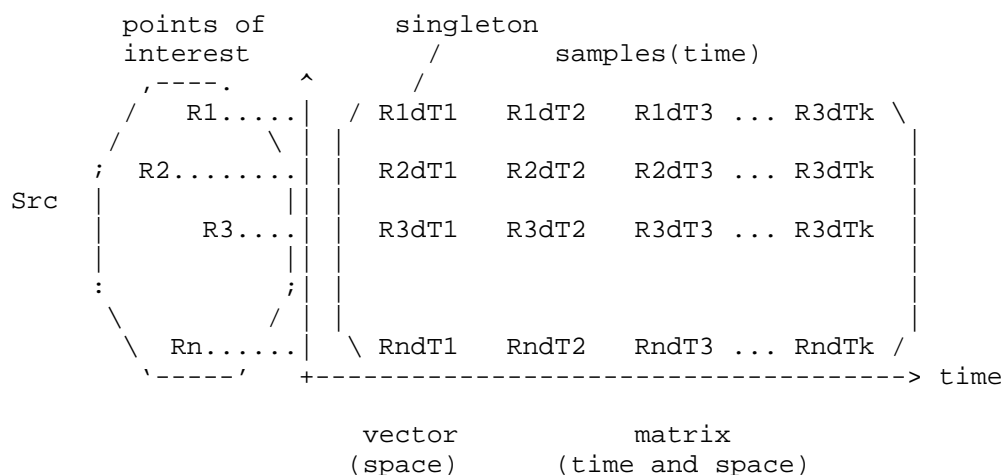 points of singleton
interest / samples(time)
,----. ^ /
/ R1.....| / R1dT1 R1dT2 R1dT3 ... R3dTk \
/ \ | | |
; R2........| | R2dT1 R2dT2 R2dT3 ... R3dTk |
Src | || | |
| R3....| | R3dT1 R3dT2 R3dT3 ... R3dTk |
| || | |
: ;| | |
\ / | | |
\ Rn......| \ RndT1 RndT2 RndT3 ... RndTk /
'-----' +-------------------------------------> time
vector matrix
(space) (time and space)